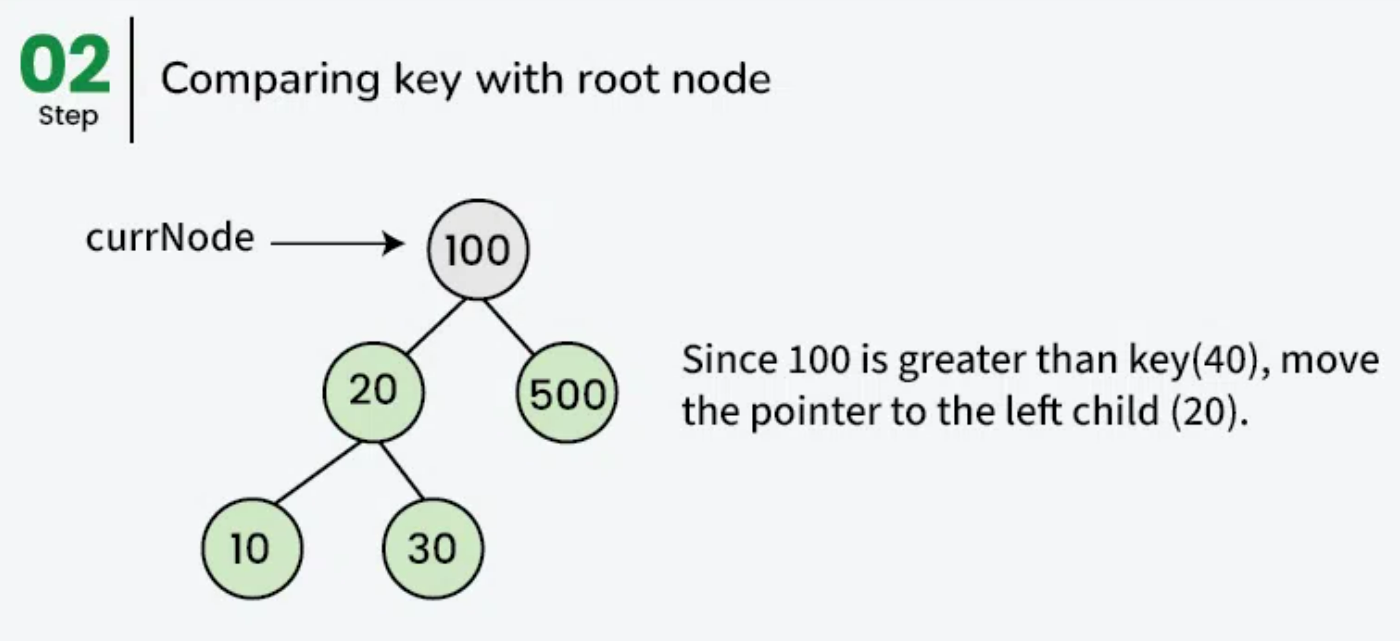 02
Step
Comparing key with root node
currNode
100
20
500
Since 100 is greater than key(40), move
the pointer to the left child (20).
10
30